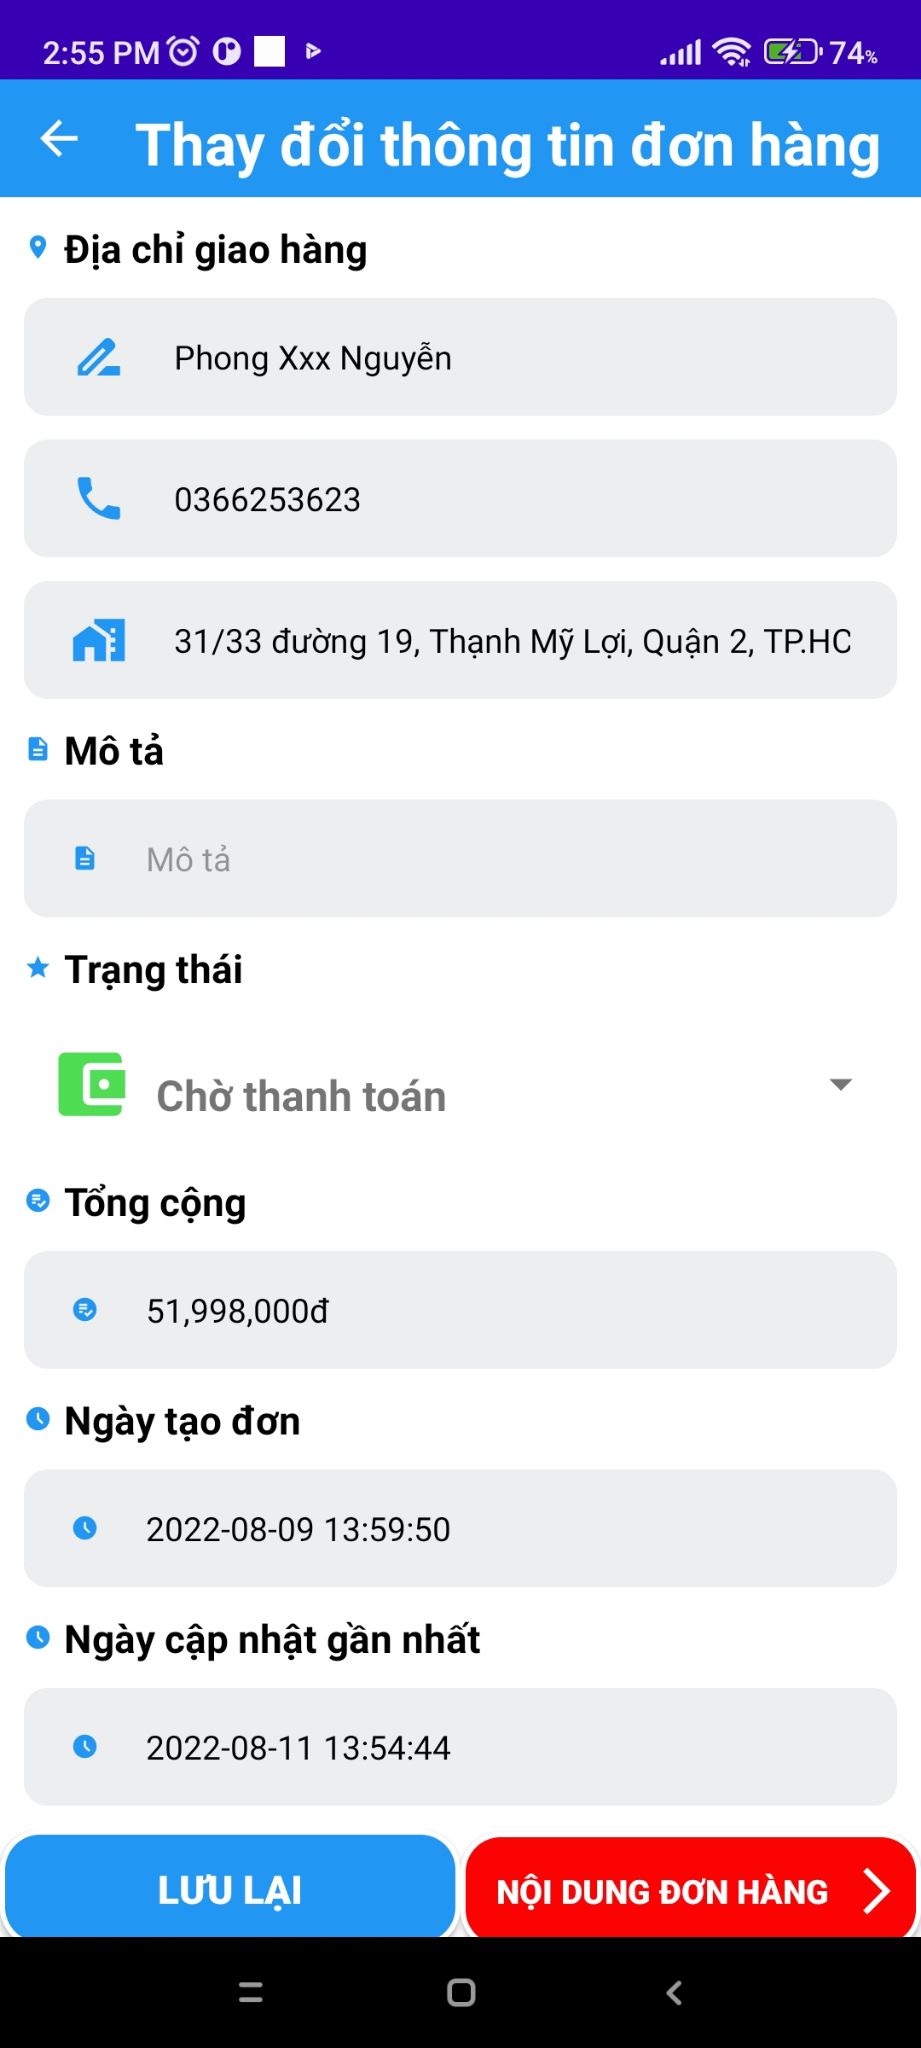 2:55 PM
74%
Thay đổi thông tin đơn hàng
Địa chỉ giao hàng
Phong Xxx Nguyễn
0366253623
31/33 đường 19, Thạnh Mỹ Lợi, Quận 2, TP.HC
Mô tả
Mô tả
Trạng thái
Chờ thanh toán
Tổng cộng
51,998,000đ
Ngày tạo đơn
2022-08-09 13:59:50
Ngày cập nhật gần nhất
2022-08-11 13:54:44
LƯU LẠI
NỘI DUNG ĐƠN HÀNG